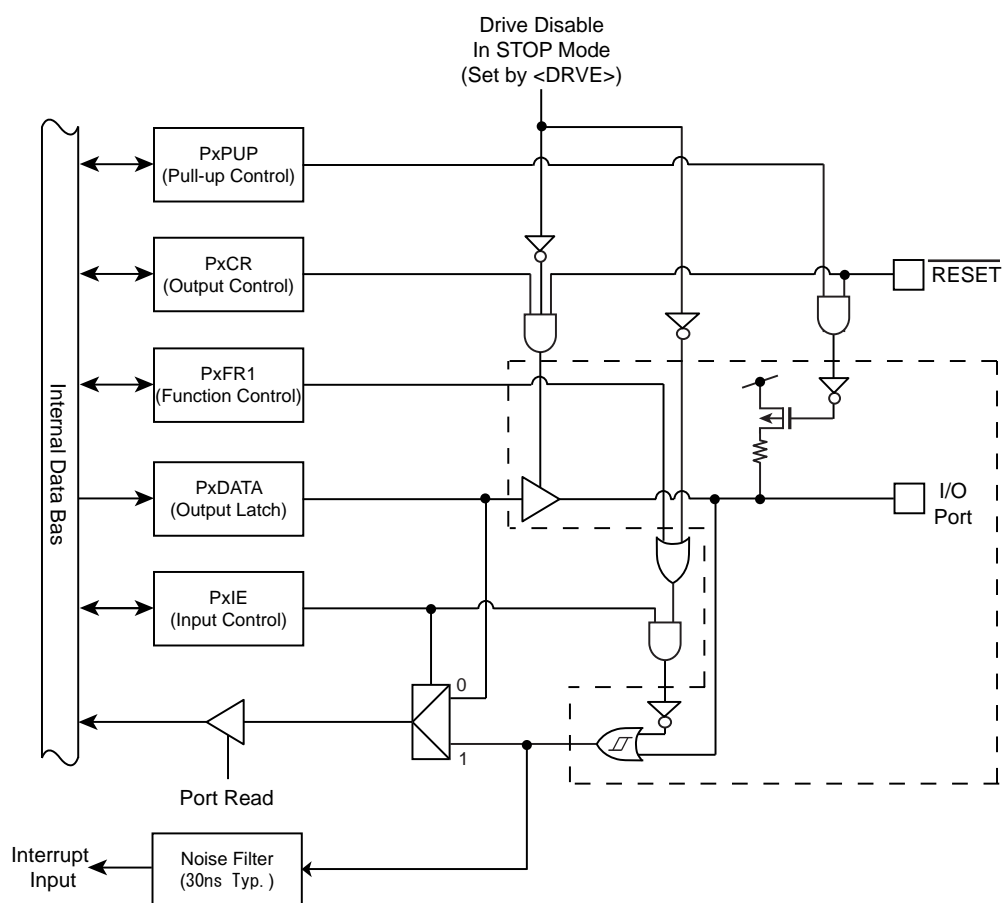 Drive Disable
In STOP Mode
(Set by <DRVE>)
PxPUP
(Pull-up Control)
PxCR
(Output Control)
RESET
PxFR1
(Function Control)
Internal Data Bas
PxDATA
(Output Latch)
I/O
Port
PxIE
(Input Control)
0
1
Port Read
Interrupt
Input
Noise Filter
(30ns Typ.)